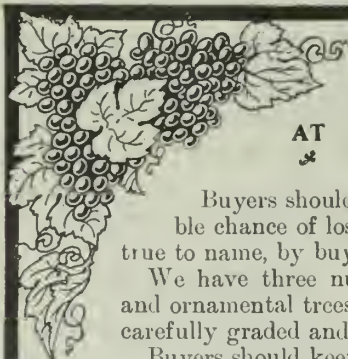 AT
Buyers should
ble chance of los
true to name, by buy
We have three nu
and ornamental trees
carefully graded and
Buyers should keep